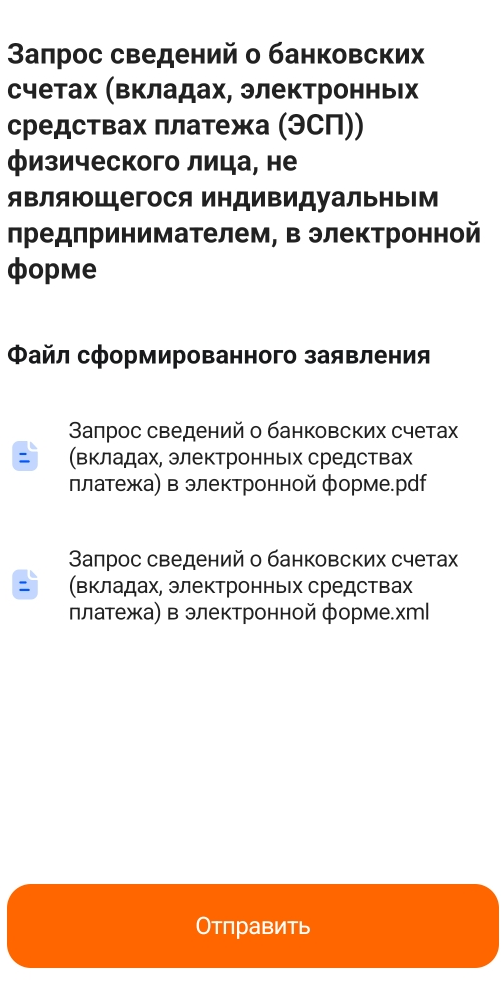 Запрос сведений о банковских
счетах (вкладах, электронных
средствах платежа (ЭСП))
физического лица, не
являющегося индивидуальным
предпринимателем, в электронной
форме
Файл сформированного заявления
Запрос сведений о банковских счетах
(вкладах, электронных средствах
платежа) в электронной форме.pdf
Запрос сведений о банковских счетах
(вкладах, электронных средствах
платежа) в электронной форме.xml
Отправить